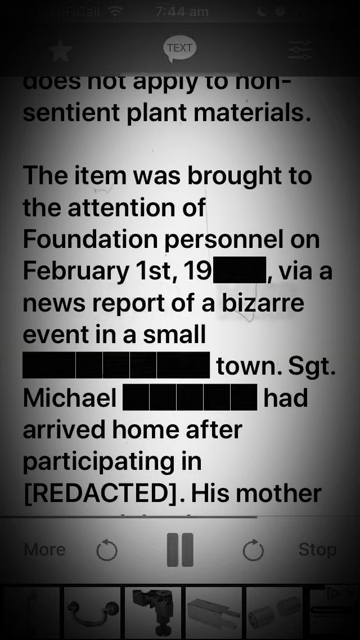 7:44 am
TEXT
does not apply to non-
sentient plant materials.
The item was brought to
the attention of
Foundation personnel on
February 1st, 19████, via a
news report of a bizarre
event in a small
███████ town. Sgt.
Michael █████ had
arrived home after
participating in
[REDACTED]. His mother
More
Stop